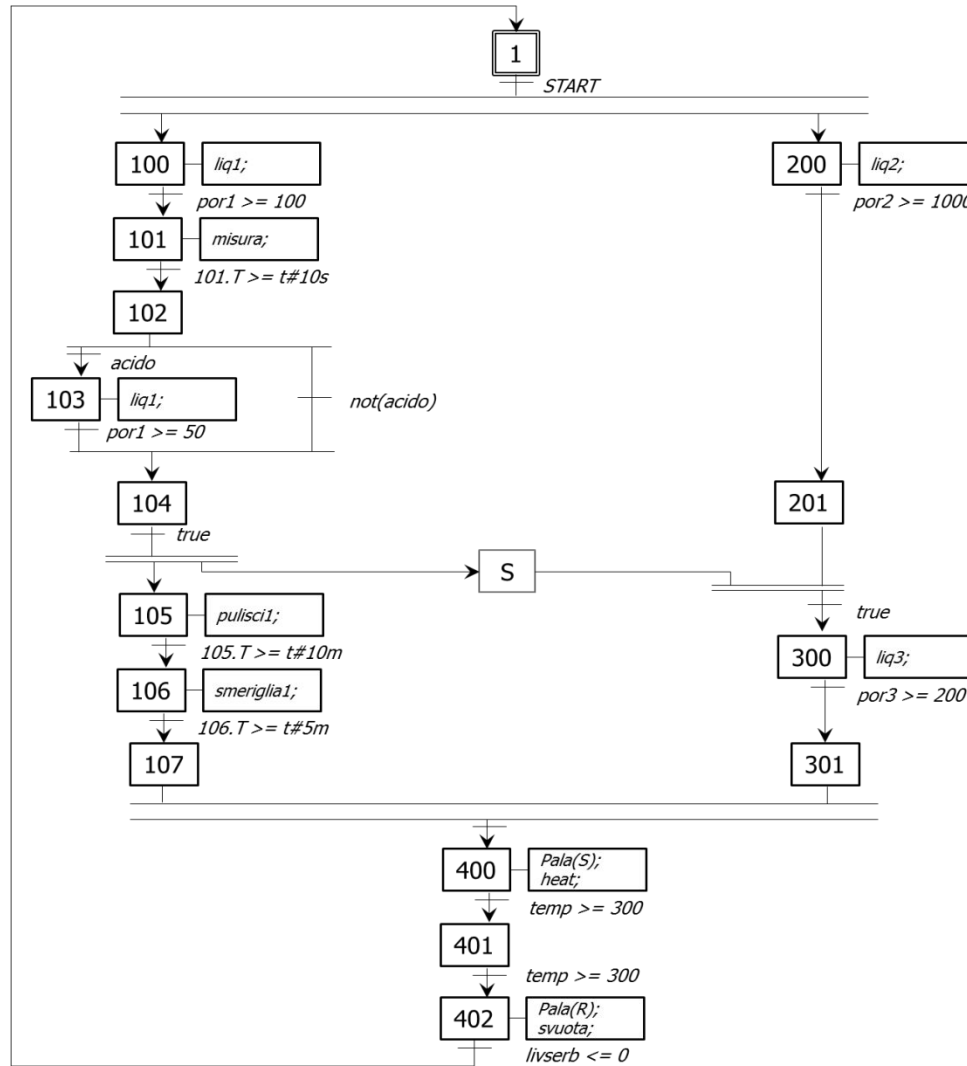 1
START
100
liq1;
200
liq2;
por1 >= 100
por2 >= 1000
101
misura;
101.T >= t#10s
102
acido
103
liq1;
not(acido)
por1 >= 50
104
201
true
S
105
pulisci1;
true
105.T >= t#10m
300
liq3;
106
smeriglia1;
por3 >= 200
106.T >= t#5m
107
301
400
Pala(S);
heat;
temp >= 300
401
temp >= 300
402
Pala(R);
svuota;
livserb <= 0